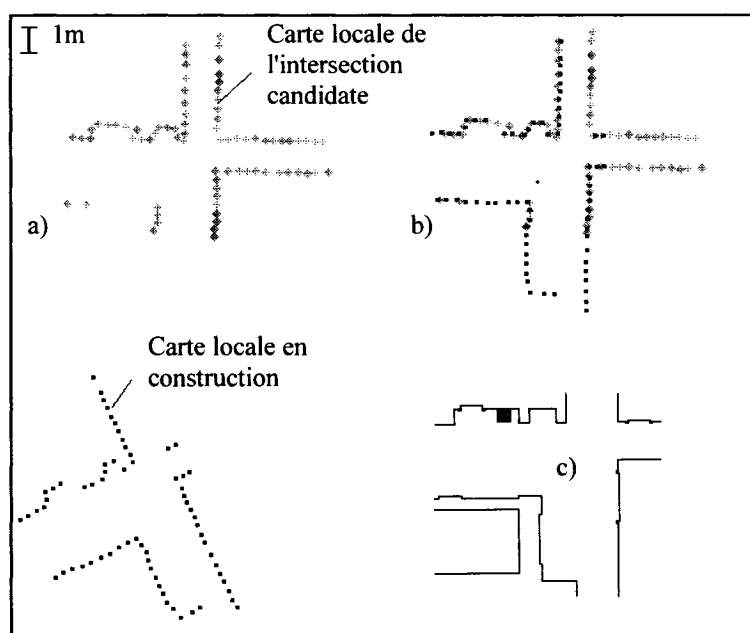 1m
Carte locale de
l'intersection
candidate
a)
b)
Carte locale en
construction
c)